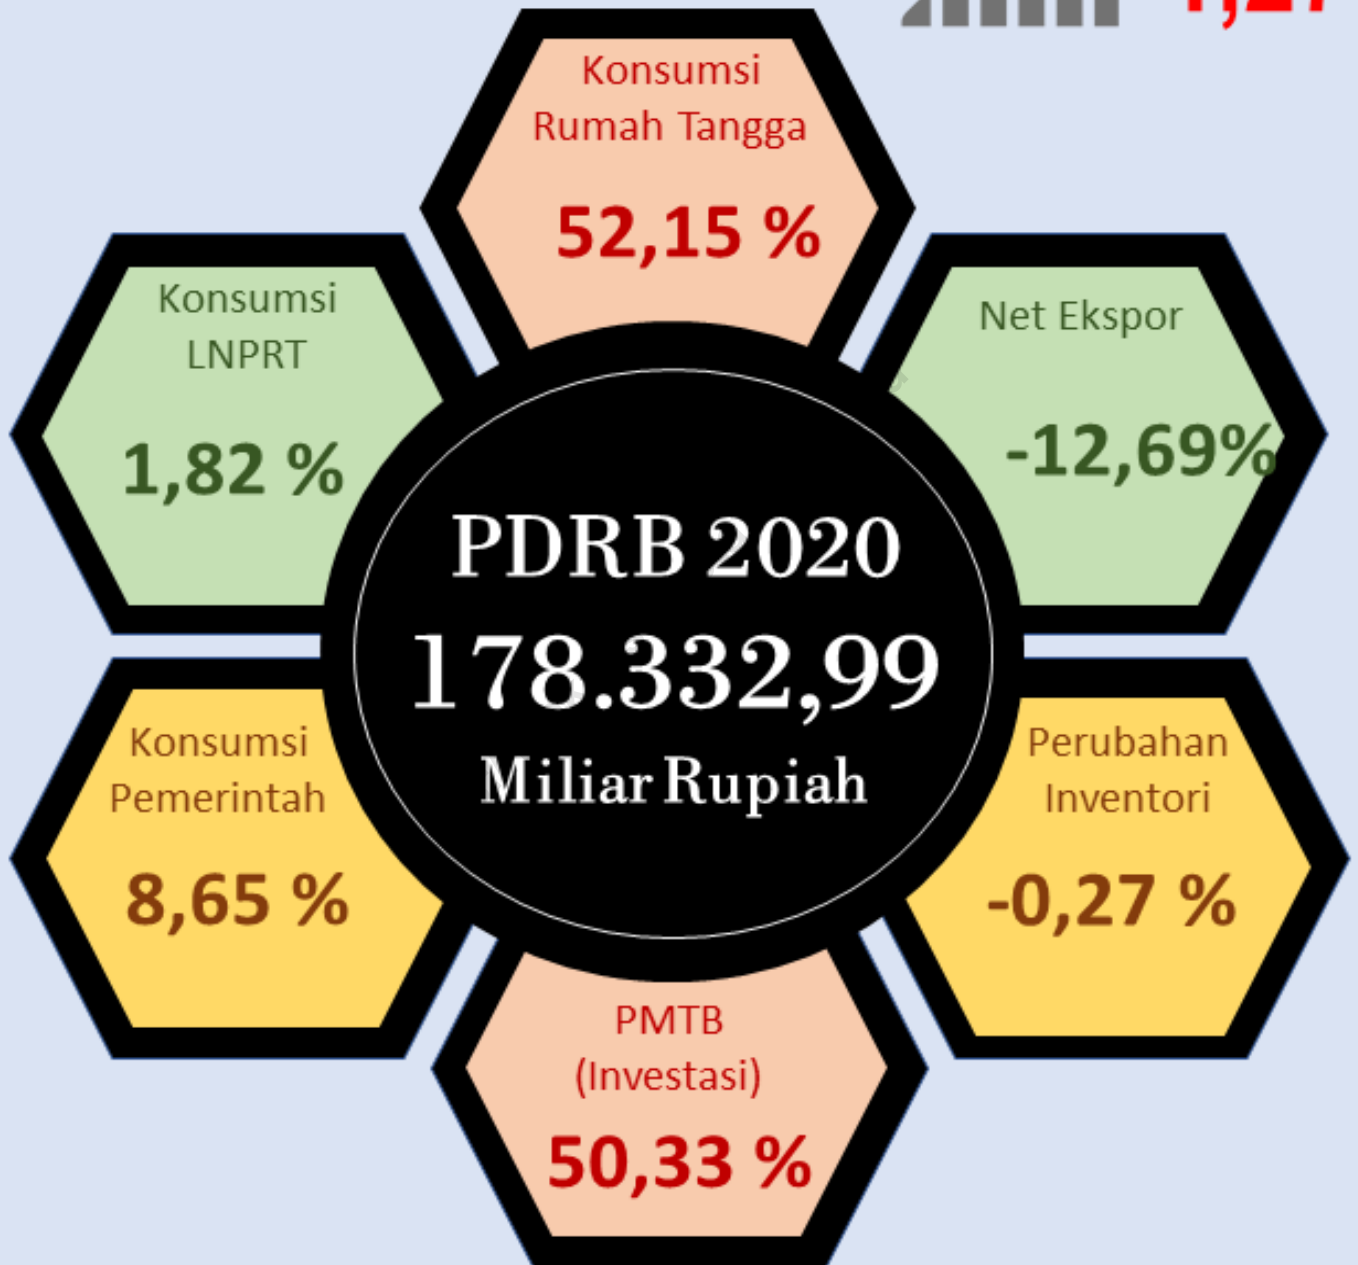 Konsumsi
Rumah Tangga
52,15 %
Konsumsi
LNPRT
1,82 %
Net Ekspor
-12,69%
PDRB 2020
178.332,99
Miliar Rupiah
Konsumsi
Pemerintah
8,65 %
Perubahan
Inventori
-0,27 %
PMTB
(Investasi)
50,33 %